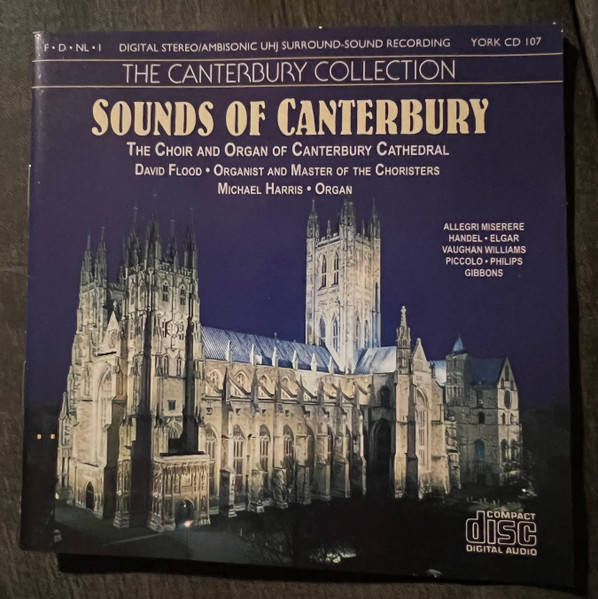 F • D • NL • I DIGITAL STEREO/AMBISONIC UHJ SURROUND-SOUND RECORDING YORK CD 107
THE CANTERBURY COLLECTION
SOUNDS OF CANTERBURY
THE CHOIR AND ORGAN OF CANTERBURY CATHEDRAL
DAVID FLOOD • ORGANIST AND MASTER OF THE CHORISTERS
MICHAEL HARRIS • ORGAN
ALLEGRI MISERERE
HANDEL • ELGAR
VAUGHAN WILLIAMS
PICCOLO • PHILIPS
GIBBONS
COMPACT
disc
DIGITAL AUDIO